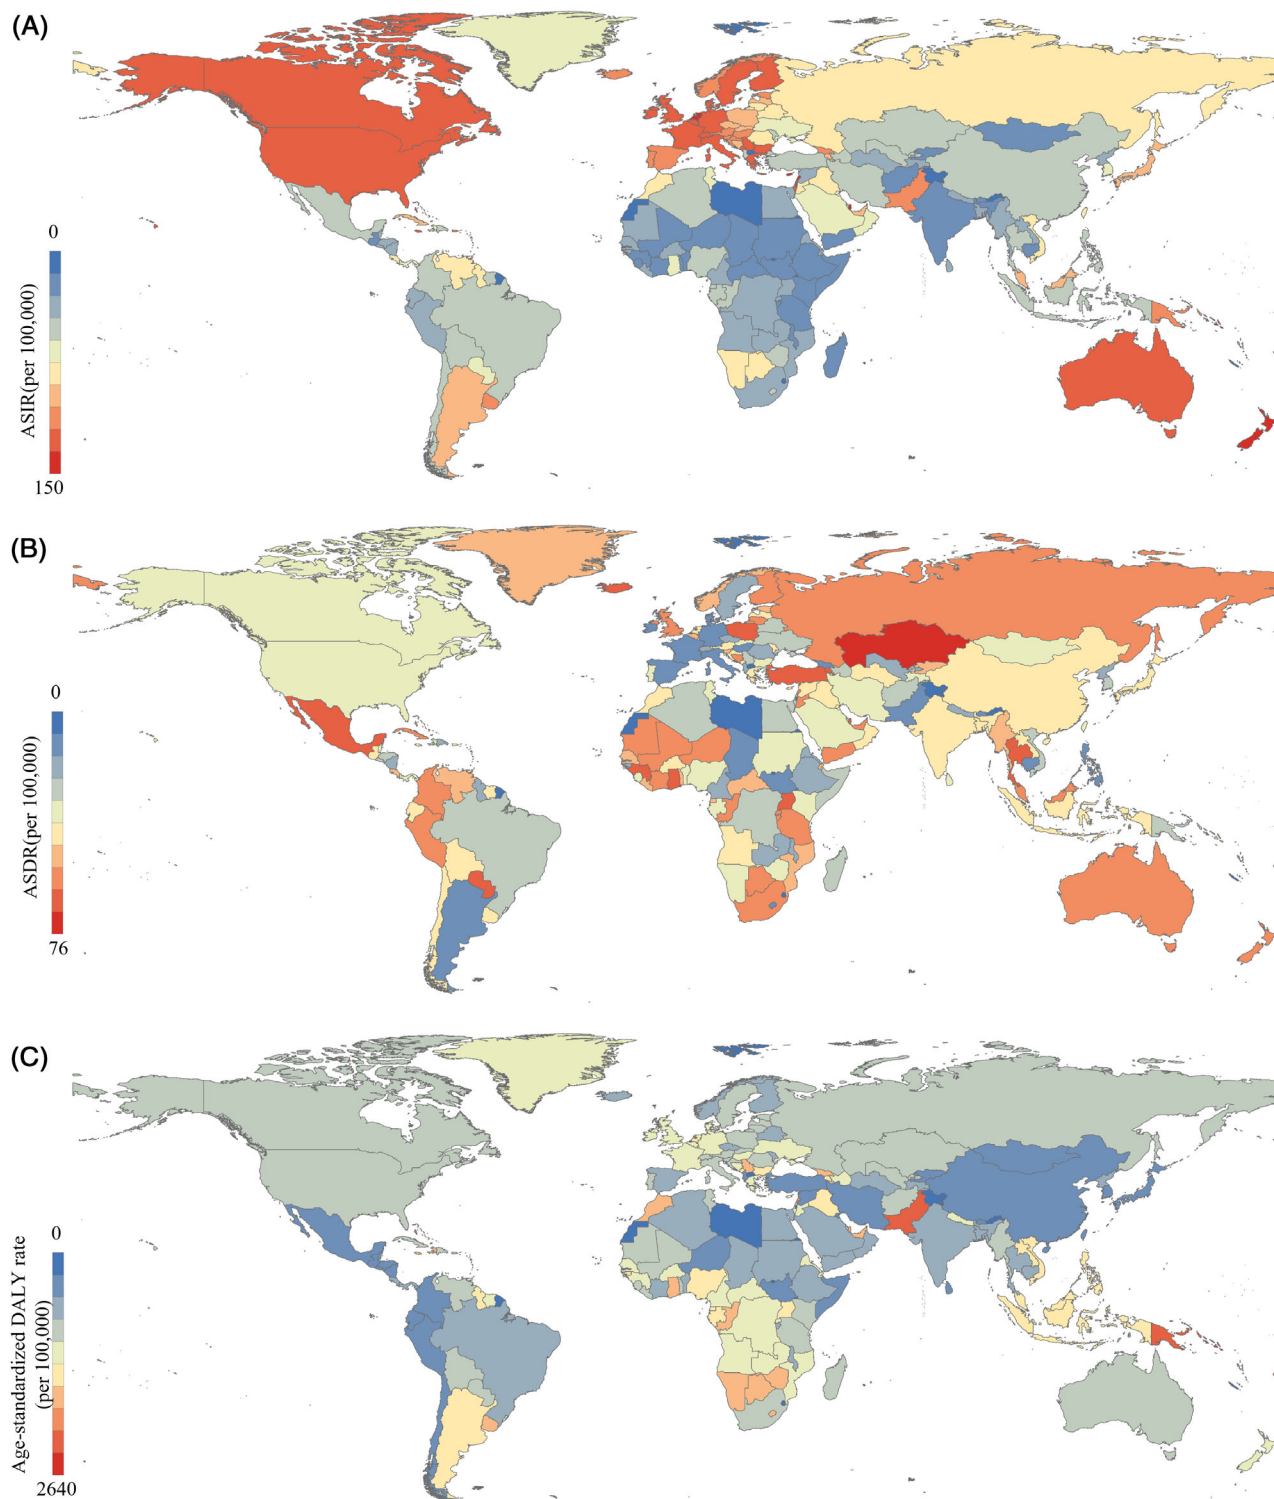 (A)
0
ASIR(per 100,000)
150
(B)
0
ASDR(per 100,000)
76
(C)
0
Age-standardized DALY rate
(per 100,000)
2640